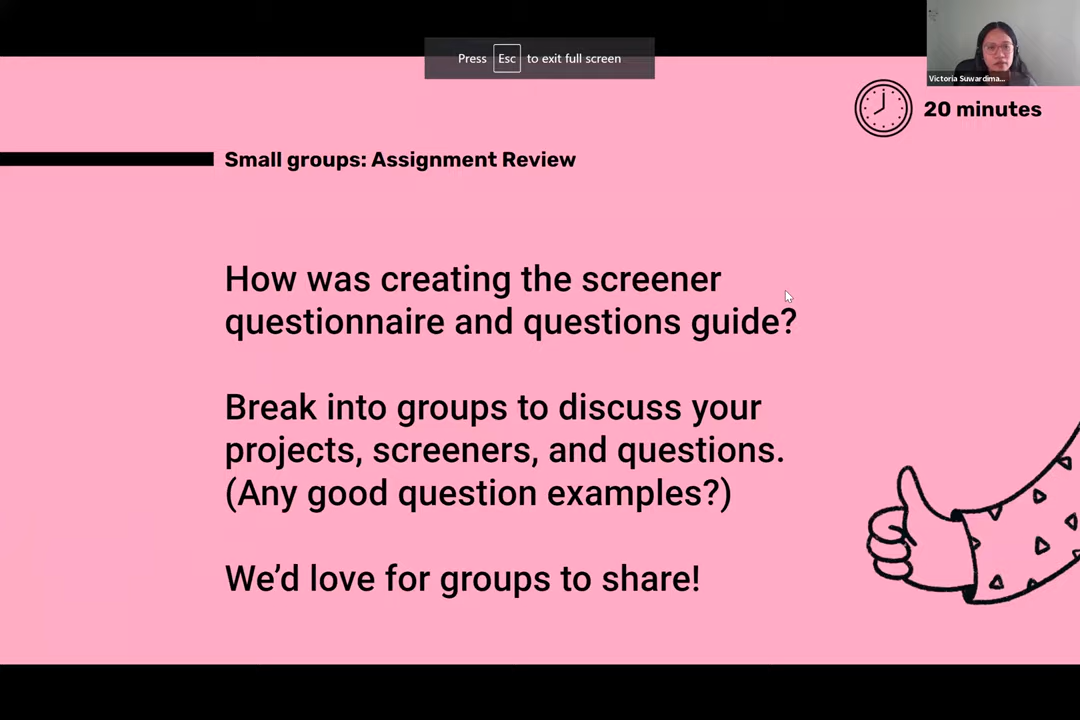 Press Esc to exit full screen
Victoria Suwardima...
20 minutes
Small groups: Assignment Review
How was creating the screener
questionnaire and questions guide?
Break into groups to discuss your
projects, screeners, and questions.
(Any good question examples?)
We’d love for groups to share!